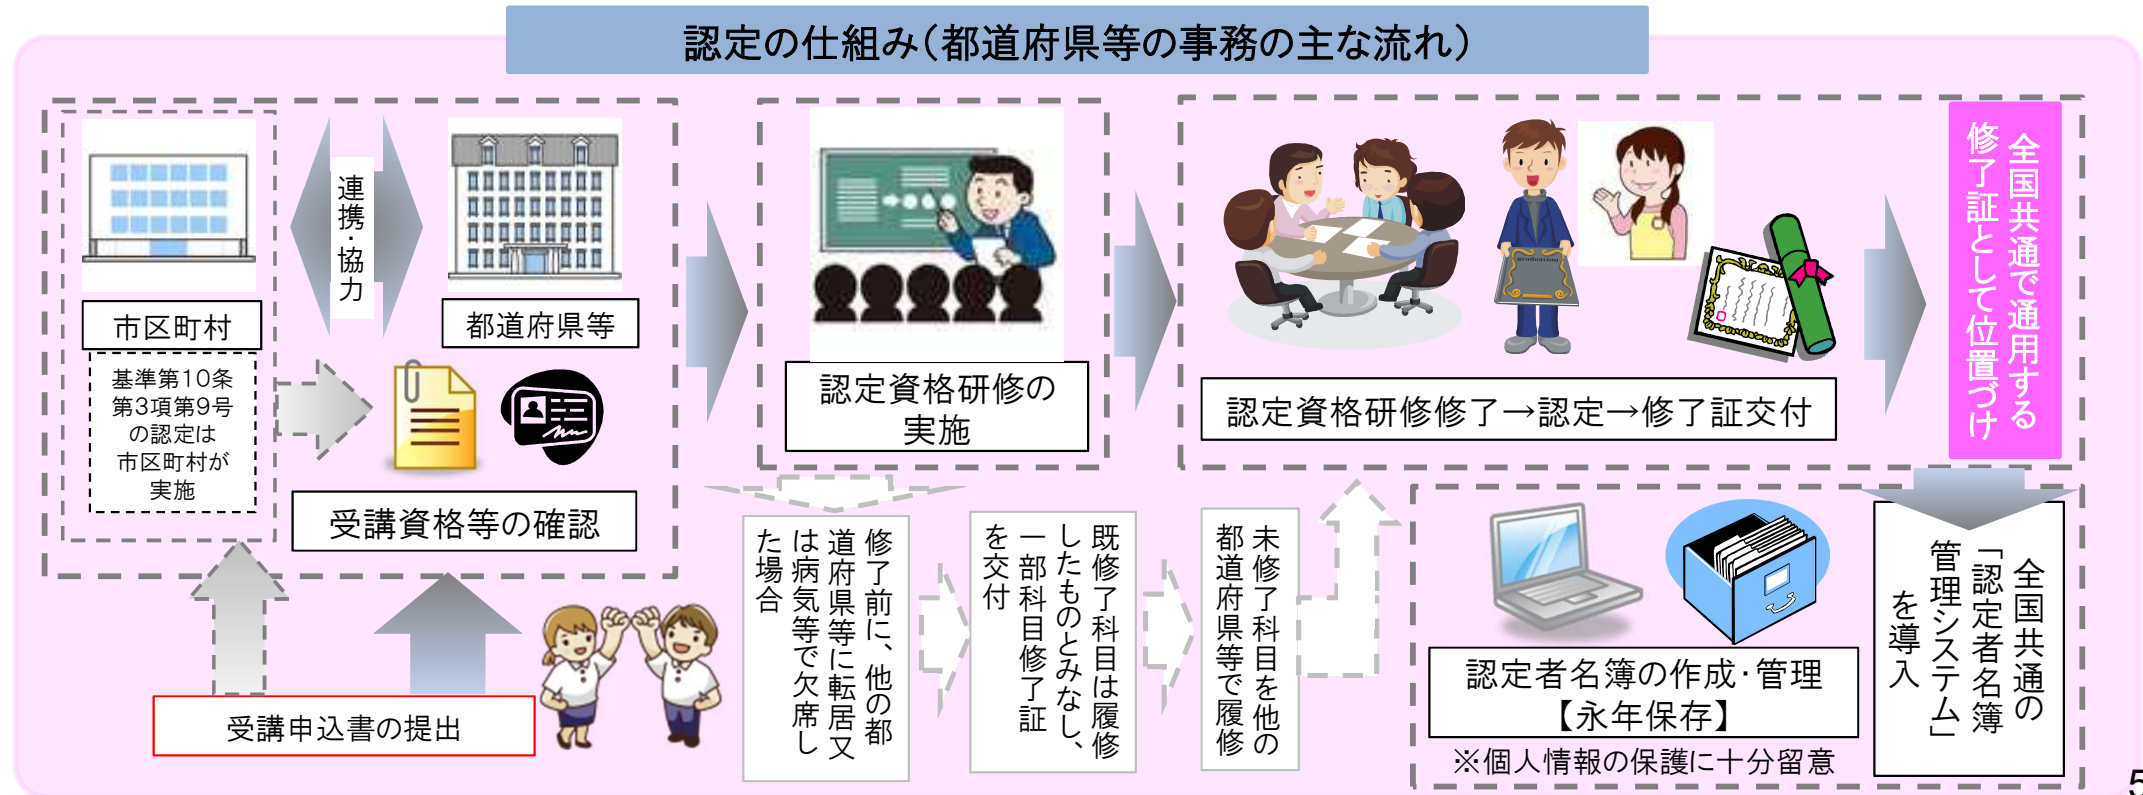 認定の仕組み（都道府県等の事務の主な流れ）
市区町村
連携・協力
都道府県等
基準第10条
第3項第9号
の認定は
市区町村が
実施
受講資格等の確認
受講申込書の提出
認定資格研修の
実施
認定資格研修修了→認定→修了証交付
全国共通で通用する
修了証として位置づけ
修了前に、他の都
道府県等に転居又
は病気等で欠席し
た場合
既修了科目は履修
したものとみなし、
一部科目修了証
を交付
未修了科目を他の
都道府県等で履修
認定者名簿の作成・管理
【永年保存】
※個人情報の保護に十分留意
全国共通の
「認定者名簿
管理システム」
を導入
5